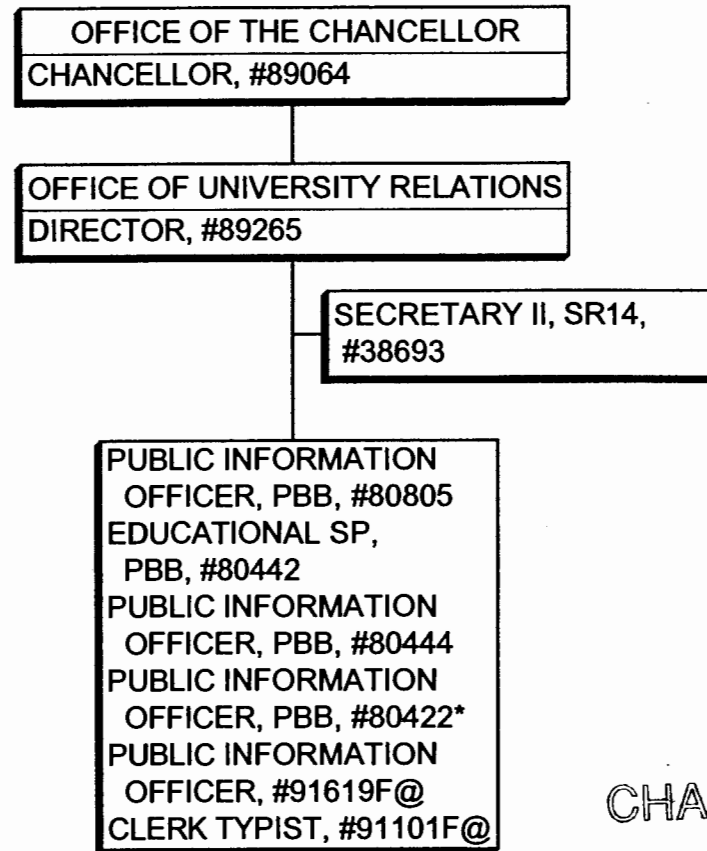 OFFICE OF THE CHANCELLOR
CHANCELLOR, #89064
OFFICE OF UNIVERSITY RELATIONS
DIRECTOR, #89265
SECRETARY II, SR14,
#38693
PUBLIC INFORMATION
OFFICER, PBB, #80805
EDUCATIONAL SP,
PBB, #80442
PUBLIC INFORMATION
OFFICER, PBB, #80444
PUBLIC INFORMATION
OFFICER, PBB, #80422*
PUBLIC INFORMATION
OFFICER, #91619F@
CLERK TYPIST, #91101F@
CHA